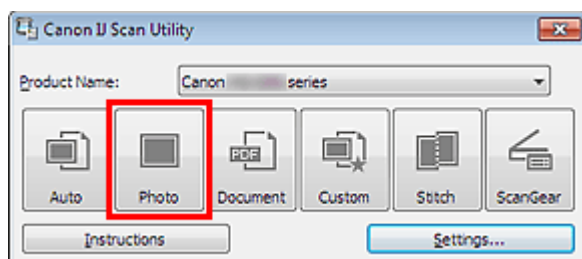 Canon IJ Scan Utility
Product Name: Canon series
PDF
Auto Photo Document Custom Stitch ScanGear
Instructions Settings...